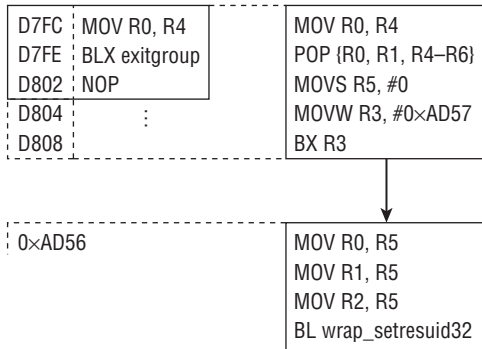 D7FC MOV R0, R4
D7FE BLX exitgroup
D802 NOP
D804 ⋮
D808
MOV R0, R4
POP {R0, R1, R4–R6}
MOVS R5, #0
MOVW R3, #0×AD57
BX R3
0×AD56
MOV R0, R5
MOV R1, R5
MOV R2, R5
BL wrap_setresuid32